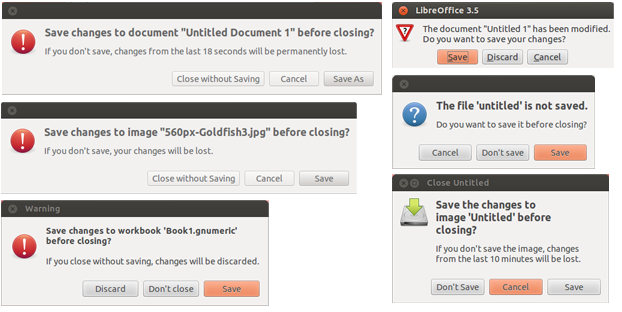 Save changes to document "Untitled Document 1" before closing?
If you don't save, changes from the last 18 seconds will be permanently lost.
Close without Saving
Cancel
Save As
Save changes to image "560px-Goldfish3.jpg" before closing?
If you don't save, your changes will be lost.
Close without Saving
Cancel
Save
Warning
Save changes to workbook 'Book1.gnumeric'
before closing?
If you close without saving, changes will be discarded.
Discard
Don't close
Save
LibreOffice 3.5
The document "Untitled 1" has been modified.
Do you want to save your changes?
Save
Discard
Cancel
The file 'untitled' is not saved.
Do you want to save it before closing?
Cancel
Don't save
Save
Close Untitled
Save the changes to
image 'Untitled' before
closing?
If you don't save the image, changes
from the last 10 minutes will be lost.
Don't Save
Cancel
Save